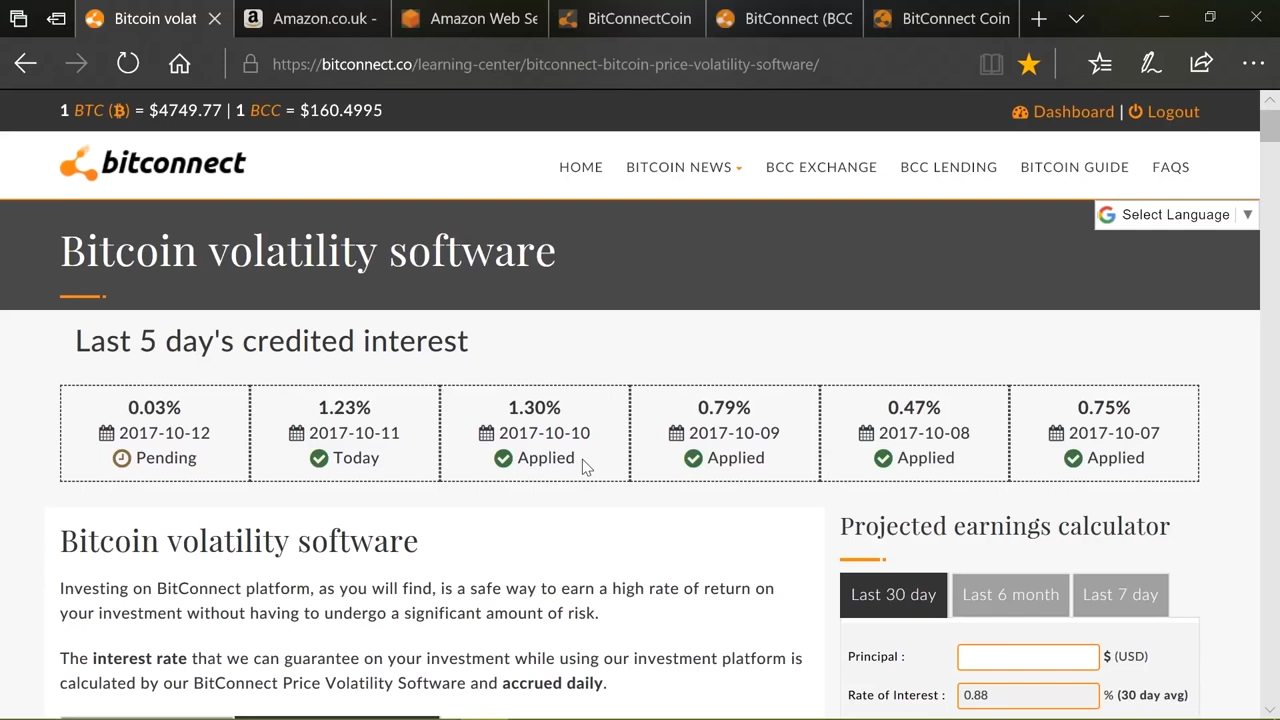 Bitcoin volat
Amazon.co.uk -
Amazon Web Se
BitConnectCoin
BitConnect (BCC
BitConnect Coin
https://bitconnect.co/learning-center/bitconnect-bitcoin-price-volatility-software/
1 BTC (₿) = $4749.77 | 1 BCC = $160.4995
Dashboard | Logout
bitconnect
HOME BITCOIN NEWS BCC EXCHANGE BCC LENDING BITCOIN GUIDE FAQS
Select Language
Bitcoin volatility software
Last 5 day's credited interest
0.03%
2017-10-12
Pending
1.23%
2017-10-11
Today
1.30%
2017-10-10
Applied
0.79%
2017-10-09
Applied
0.47%
2017-10-08
Applied
0.75%
2017-10-07
Applied
Bitcoin volatility software
Investing on BitConnect platform, as you will find, is a safe way to earn a high rate of return on
your investment without having to undergo a significant amount of risk.
The interest rate that we can guarantee on your investment while using our investment platform is
calculated by our BitConnect Price Volatility Software and accrued daily.
Projected earnings calculator
Last 30 day
Last 6 month
Last 7 day
Principal : $ (USD)
Rate of Interest : 0.88 % (30 day avg)